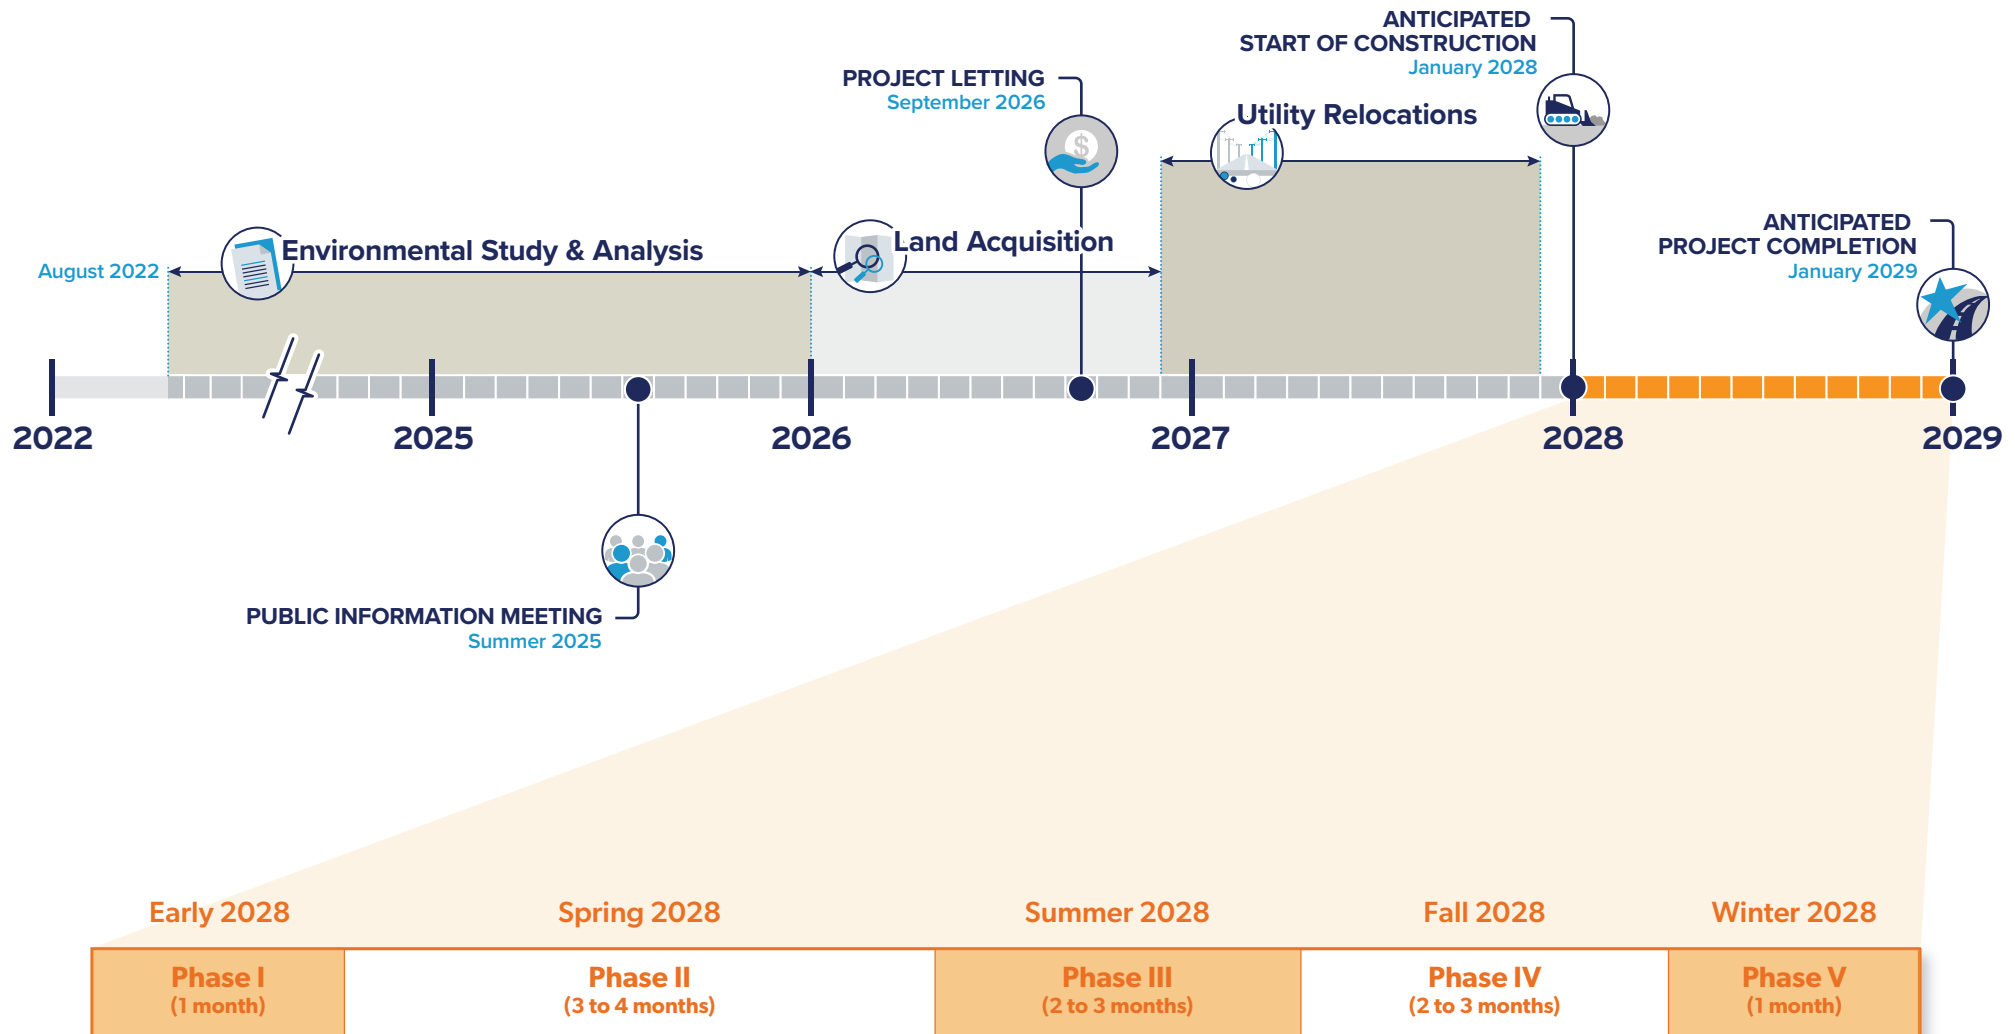 ANTICIPATED
START OF CONSTRUCTION
January 2028
PROJECT LETTING
September 2026
Utility Relocations
ANTICIPATED
PROJECT COMPLETION
January 2029
Environmental Study & Analysis
Land Acquisition
August 2022
$
2022
2025
2026
2027
2028
2029
PUBLIC INFORMATION MEETING
Summer 2025
Early 2028
Spring 2028
Summer 2028
Fall 2028
Winter 2028
Phase I
(1 month)
Phase II
(3 to 4 months)
Phase III
(2 to 3 months)
Phase IV
(2 to 3 months)
Phase V
(1 month)